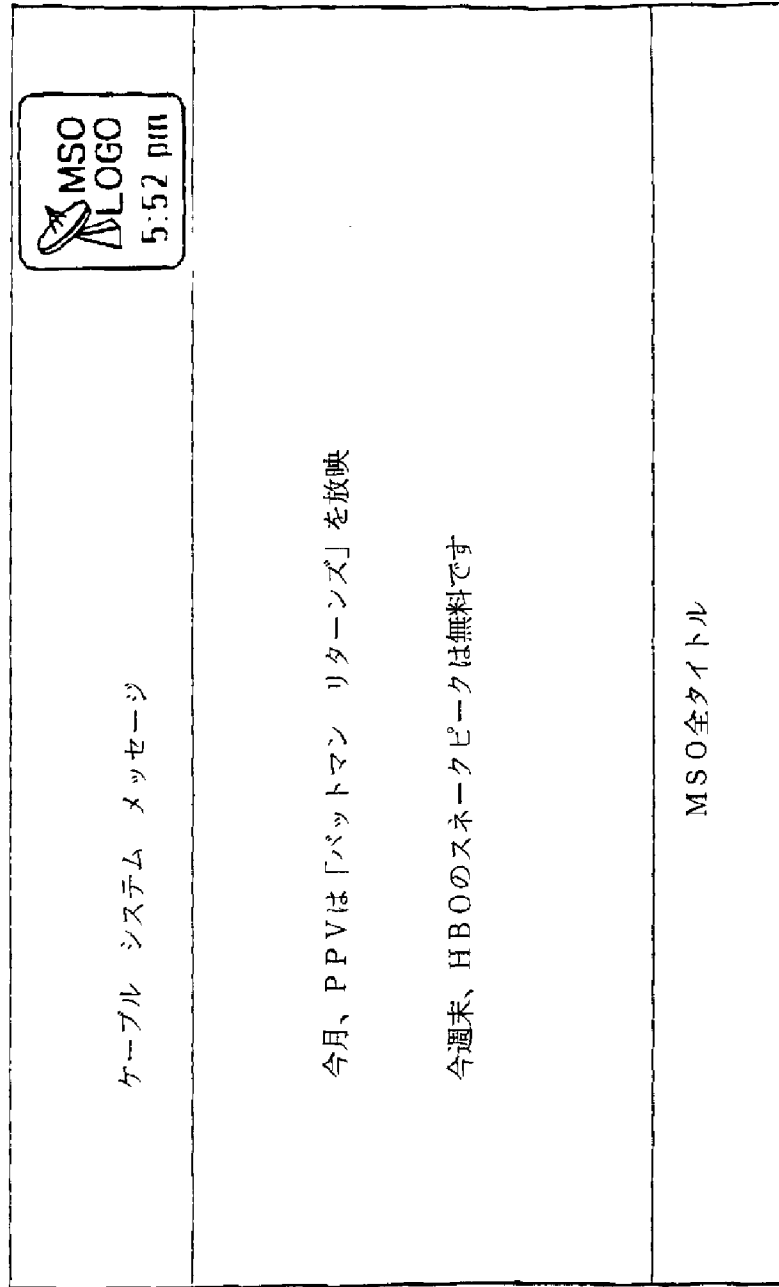 ケーブル システム メッセージ
MSO
LOGO
5:52 pm
今月、PPVは「バットマン リターンズ」を放映
今週末、HBOのスネークピークは無料です
MSO全タイトル